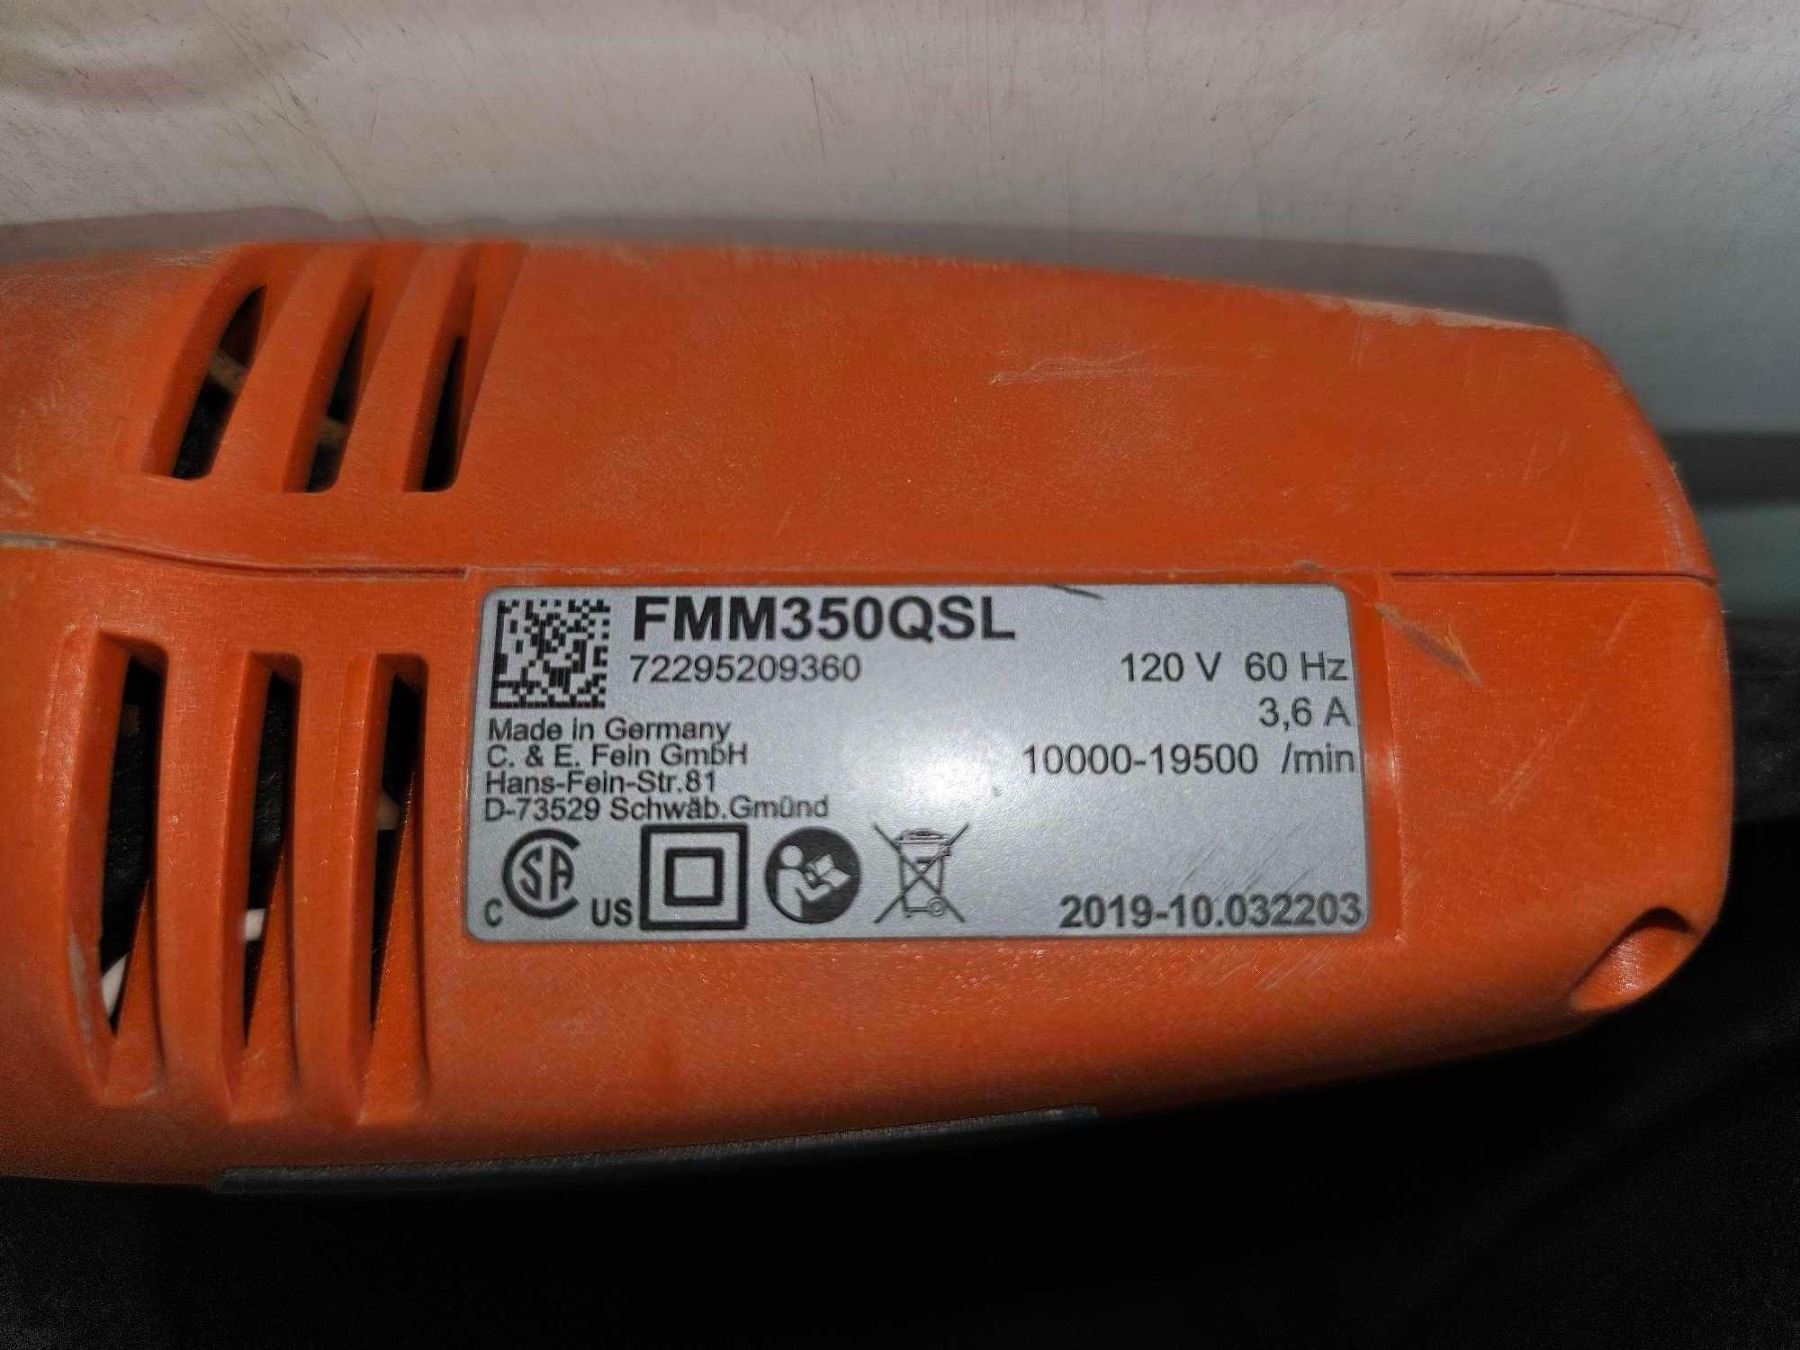 FMM350QSL
72295209360
120 V 60 Hz
3,6 A
10000-19500 /min
Made in Germany
C. & E. Fein GmbH
Hans-Fein-Str.81
D-73529 Schwäb.Gmünd
C SA US
2019-10.032203